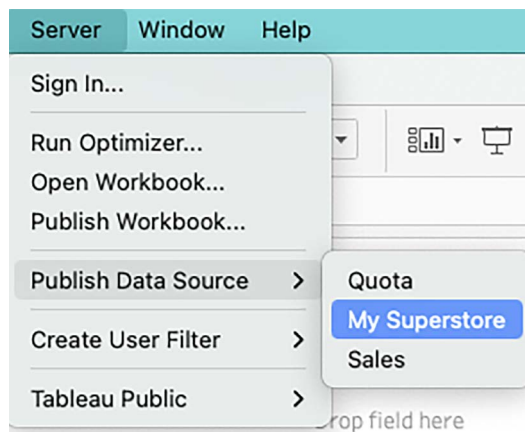 Server Window Help
Sign In...
Run Optimizer...
Open Workbook...
Publish Workbook...
Publish Data Source
Quota
My Superstore
Sales
Create User Filter
Tableau Public
rop field here